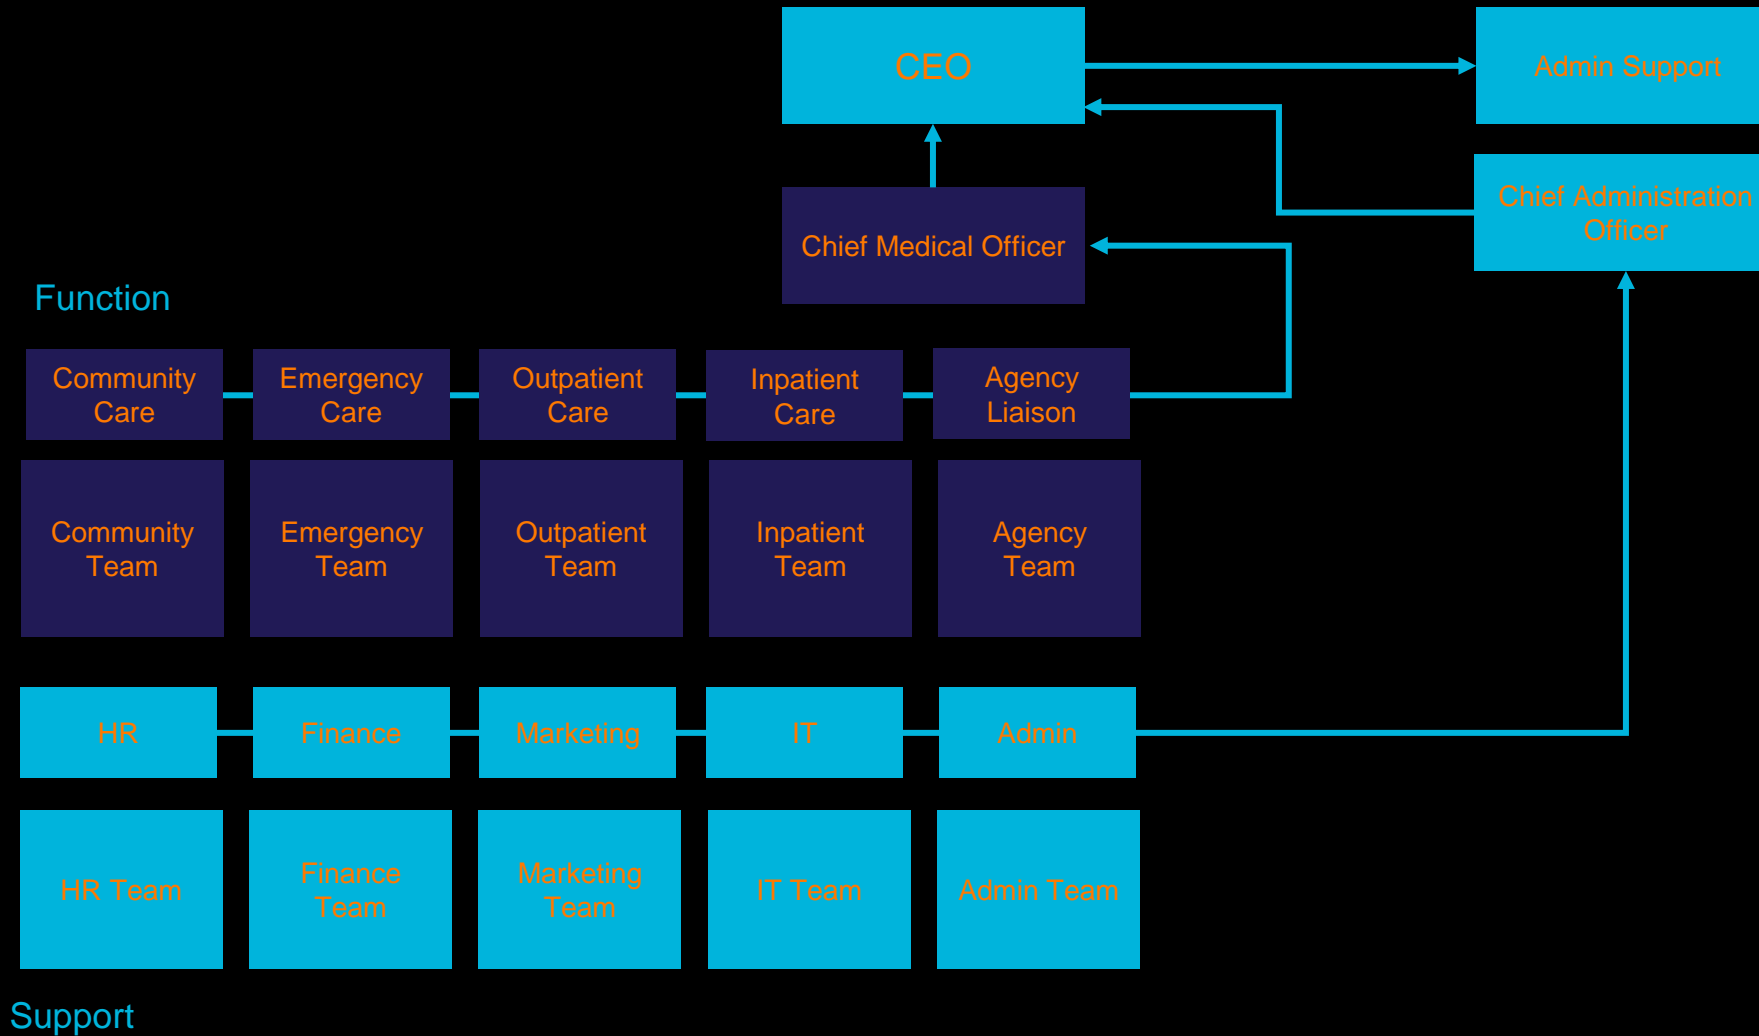 CEO
Admin Support
Chief Administration
Officer
Chief Medical Officer
Function
Community
Care
Emergency
Care
Outpatient
Care
Inpatient
Care
Agency
Liaison
Community
Team
Emergency
Team
Outpatient
Team
Inpatient
Team
Agency
Team
HR
Finance
Marketing
IT
Admin
HR Team
Finance
Team
Marketing
Team
IT Team
Admin Team
Support